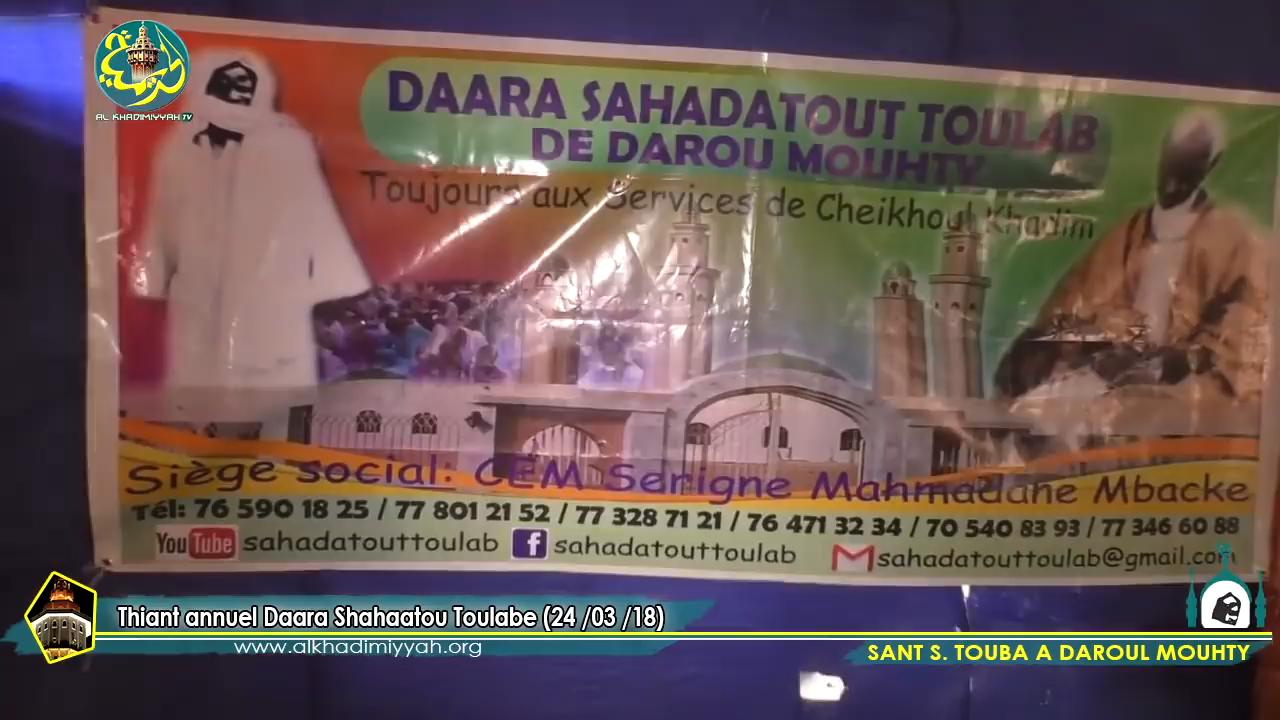 AL KHADIMIYYAH TV
DAARA SAHADATOUT TOULAB
DE DAROU MOUHTY
Toujours aux Services de Cheikhoul Khadim
Siège social: CEM Serigne Mahmadane Mbacke
Tél: 76 590 18 25 / 77 801 21 52 / 77 328 71 21 / 76 471 32 34 / 70 540 83 93 / 77 346 60 88
YouTube sahadatouttoulab f sahadatouttoulab sahadatouttoulab@gmail.com
Thiant annuel Daara Shahaatou Toulabe (24 /03 /18)
www.alkhadimiyyah.org
SANT S. TOUBA A DAROUL MOUHTY